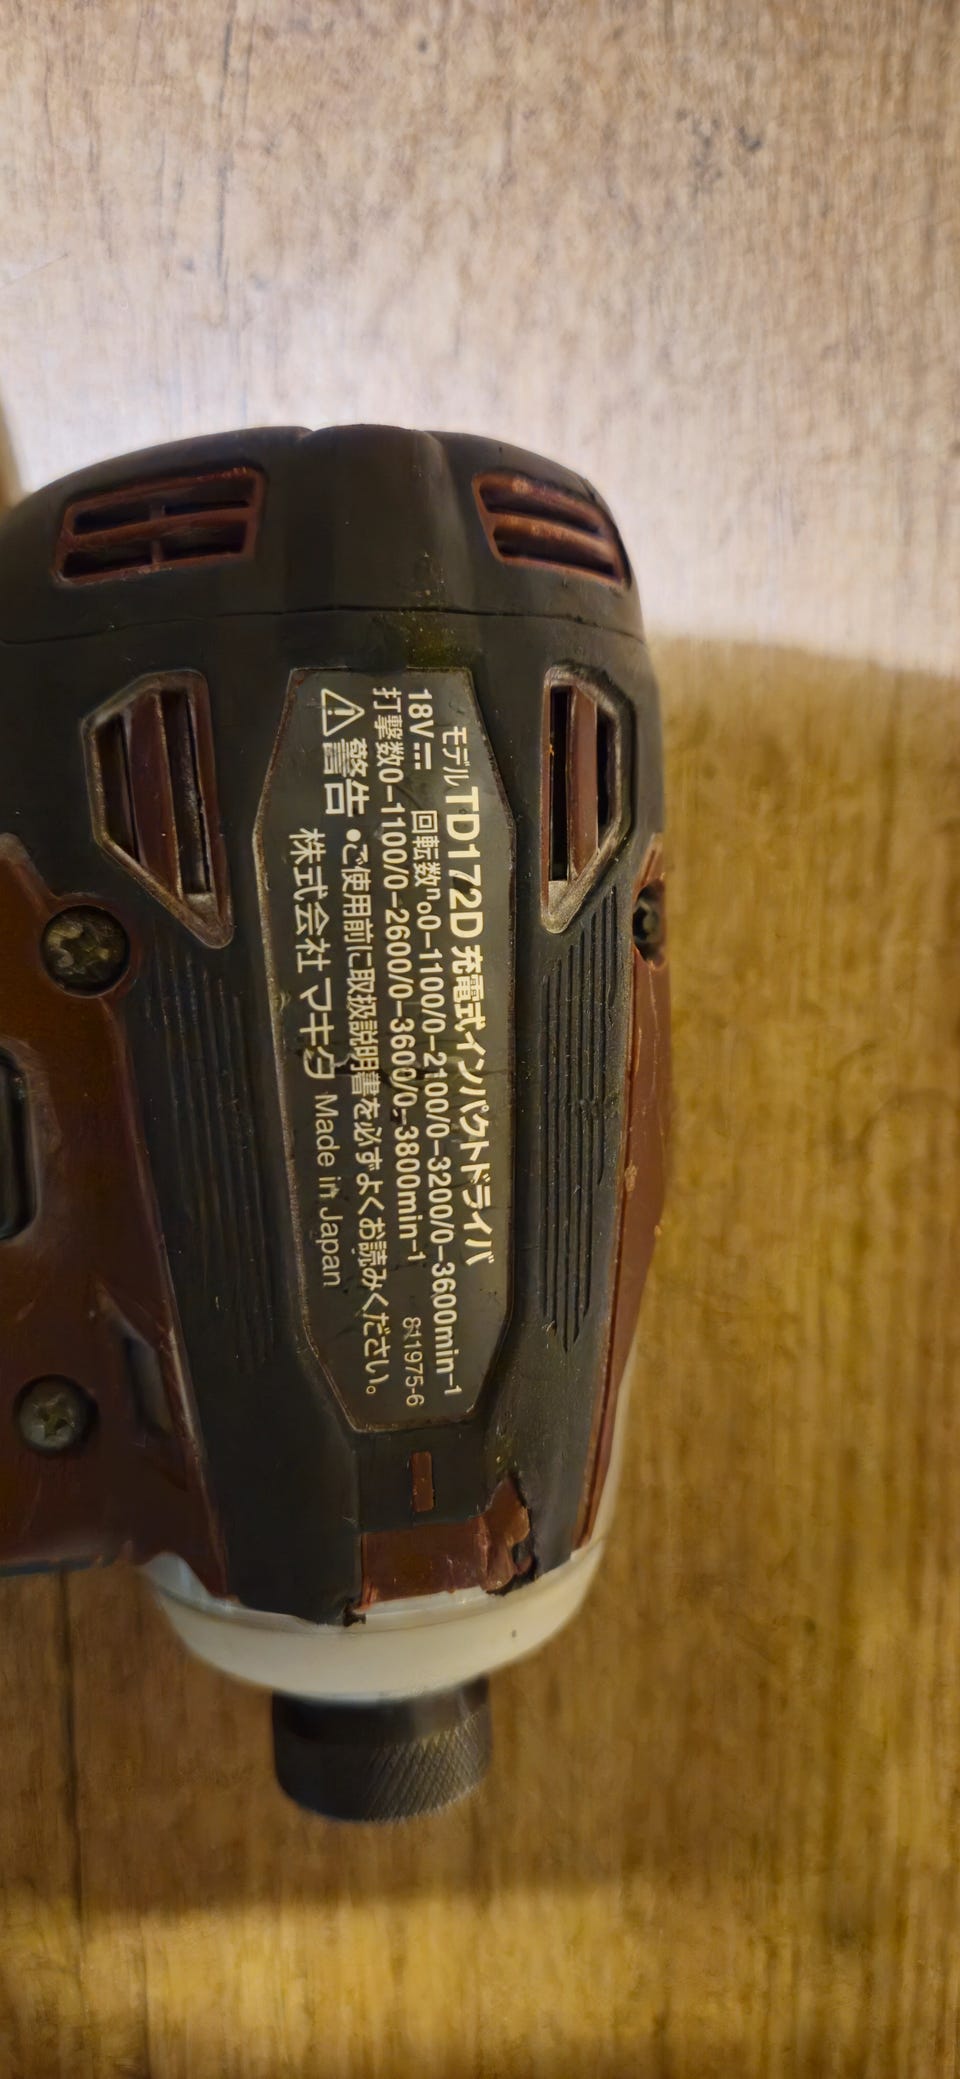 モデル TD172D 充電式インパクトドライバ
18V⎓ 回転数n₀0-1100/0-2100/0-3200/0-3600min⁻¹
打撃数0-1100/0-2600/0-3600/0-3800min⁻¹ 811975-6
⚠警告 ●ご使用前に取扱説明書を必ずよくお読みください。
株式会社 マキタ Made in Japan